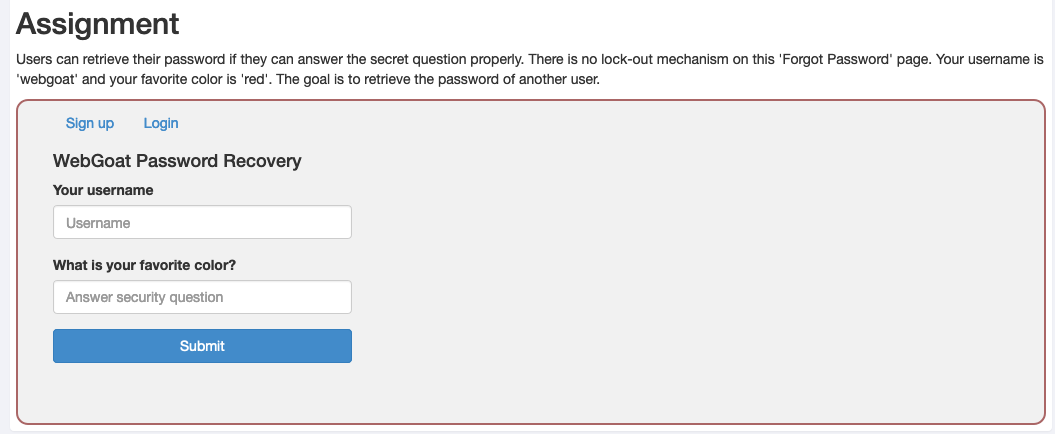 Assignment
Users can retrieve their password if they can answer the secret question properly. There is no lock-out mechanism on this 'Forgot Password' page. Your username is
'webgoat' and your favorite color is 'red'. The goal is to retrieve the password of another user.
Sign up Login
WebGoat Password Recovery
Your username
Username
What is your favorite color?
Answer security question
Submit